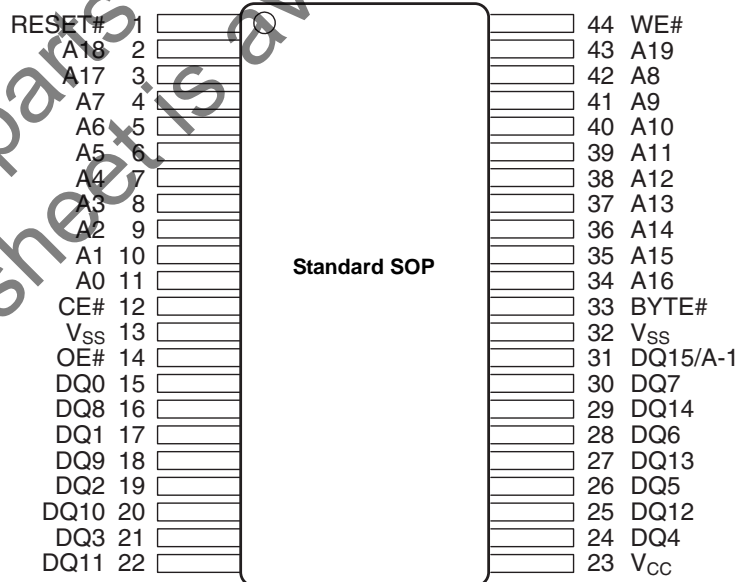 RESET# 1 44 WE#
A18 2 43 A19
A17 3 42 A8
A7 4 41 A9
A6 5 40 A10
A5 6 39 A11
A4 7 38 A12
A3 8 37 A13
A2 9 36 A14
A1 10 35 A15
A0 11 34 A16
Standard SOP
CE# 12 33 BYTE#
VSS 13 32 VSS
OE# 14 31 DQ15/A-1
DQ0 15 30 DQ7
DQ8 16 29 DQ14
DQ1 17 28 DQ6
DQ9 18 27 DQ13
DQ2 19 26 DQ5
DQ10 20 25 DQ12
DQ3 21 24 DQ4
DQ11 22 23 VCC
parts
sheet is